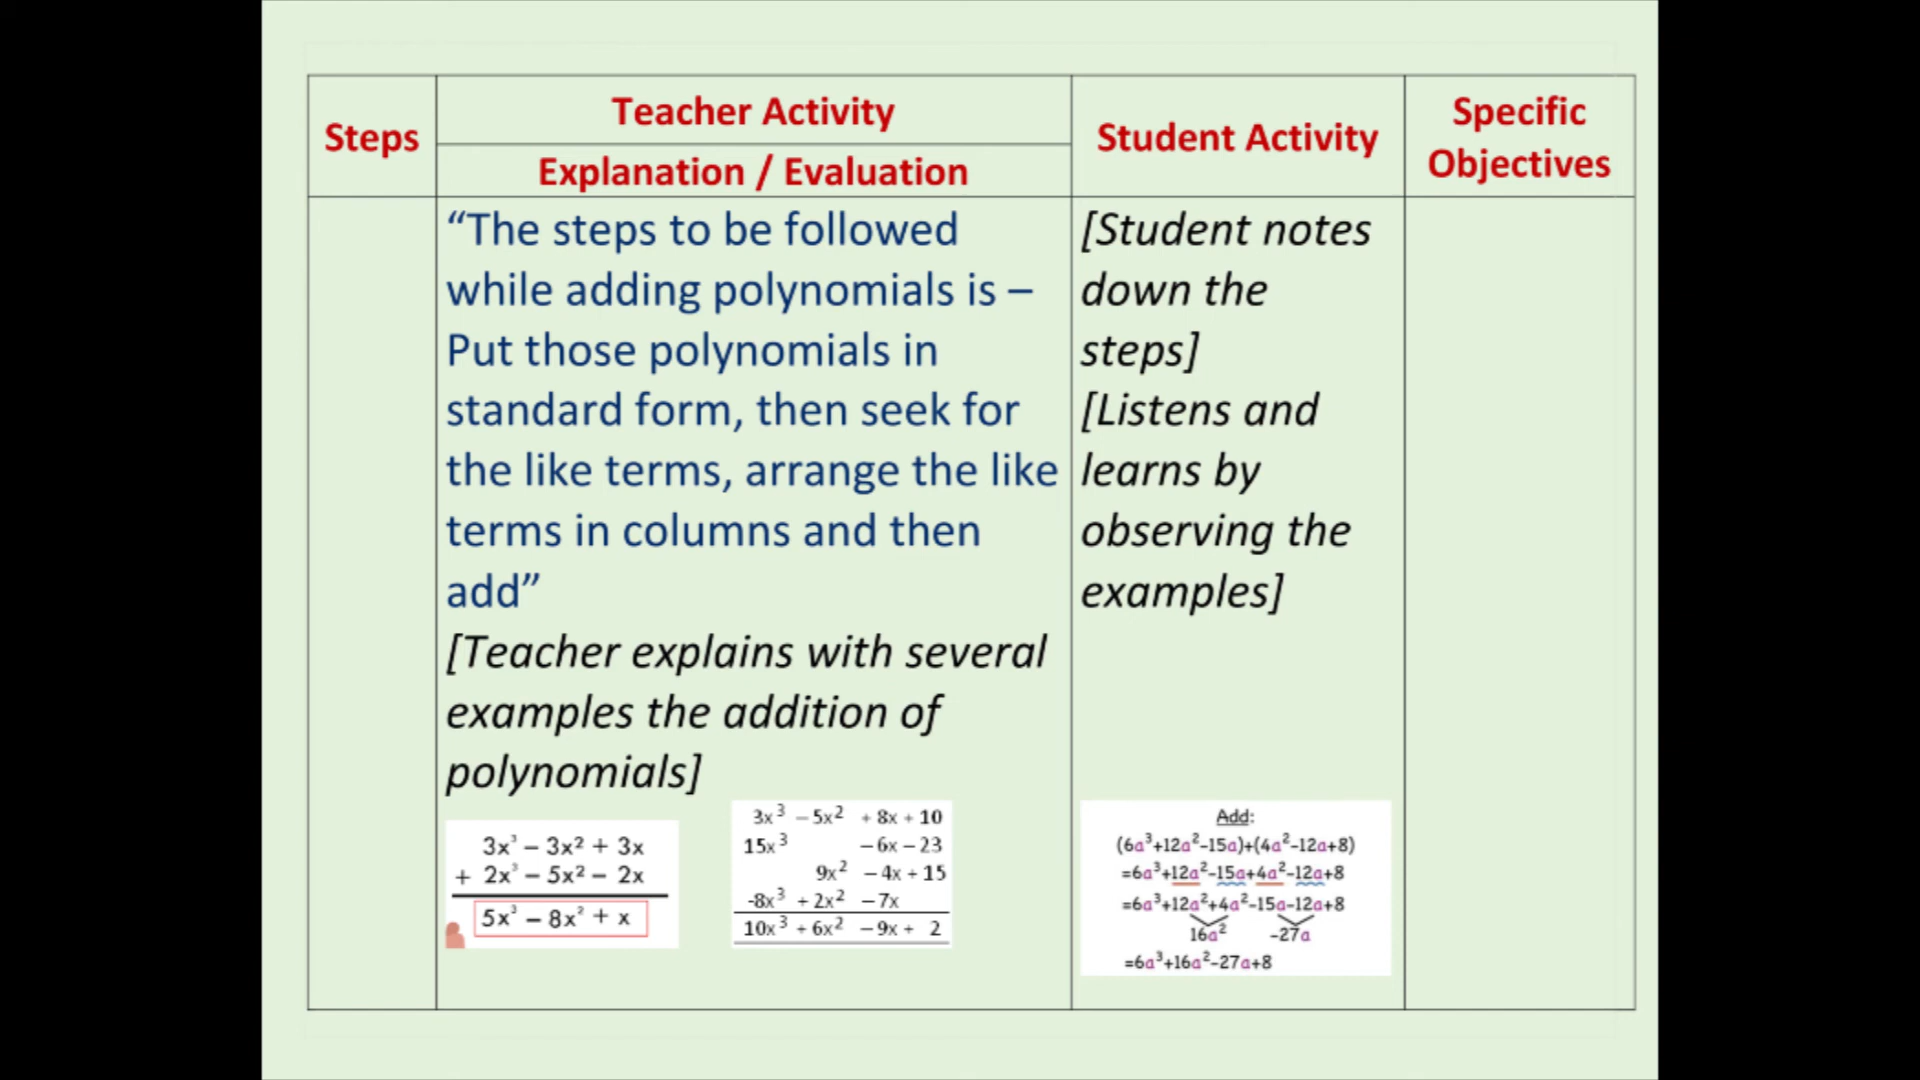 Steps
Teacher Activity
Explanation / Evaluation
Student Activity
Specific
Objectives
“The steps to be followed
while adding polynomials is –
Put those polynomials in
standard form, then seek for
the like terms, arrange the like
terms in columns and then
add”
[Teacher explains with several
examples the addition of
polynomials]
3x³ – 3x² + 3x
+ 2x³ – 5x² – 2x
5x³ – 8x² + x
3x³ – 5x² + 8x + 10
15x³ – 6x – 23
9x² – 4x + 15
-8x³ + 2x² – 7x
10x³ + 6x² – 9x + 2
[Student notes
down the
steps]
[Listens and
learns by
observing the
examples]
Add:
(6a³+12a²-15a)+(4a²-12a+8)
=6a³+12a²-15a+4a²-12a+8
=6a³+12a²+4a²-15a-12a+8
16a² -27a
=6a³+16a²-27a+8